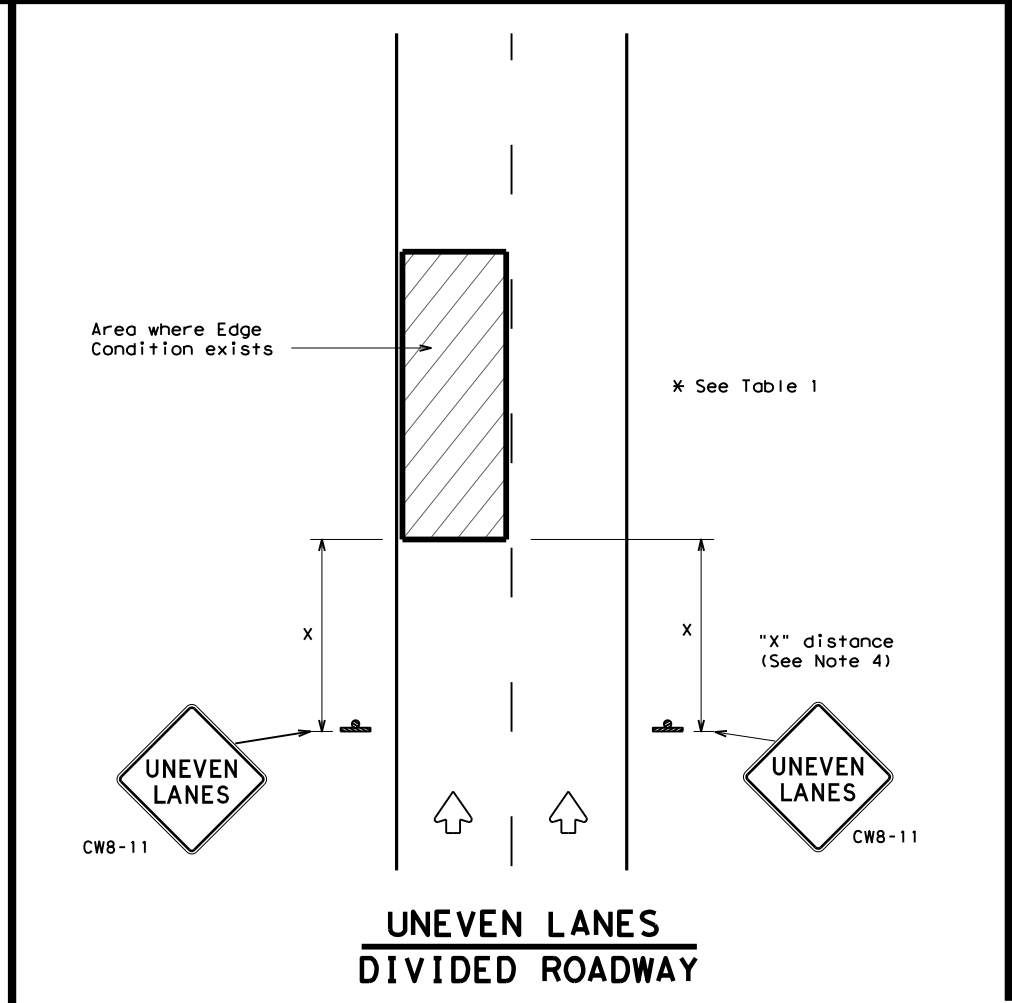 Area where Edge
Condition exists
* See Table 1
X
X
"X" distance
(See Note 4)
UNEVEN
LANES
CW8-11
UNEVEN
LANES
CW8-11
UNEVEN LANES
DIVIDED ROADWAY